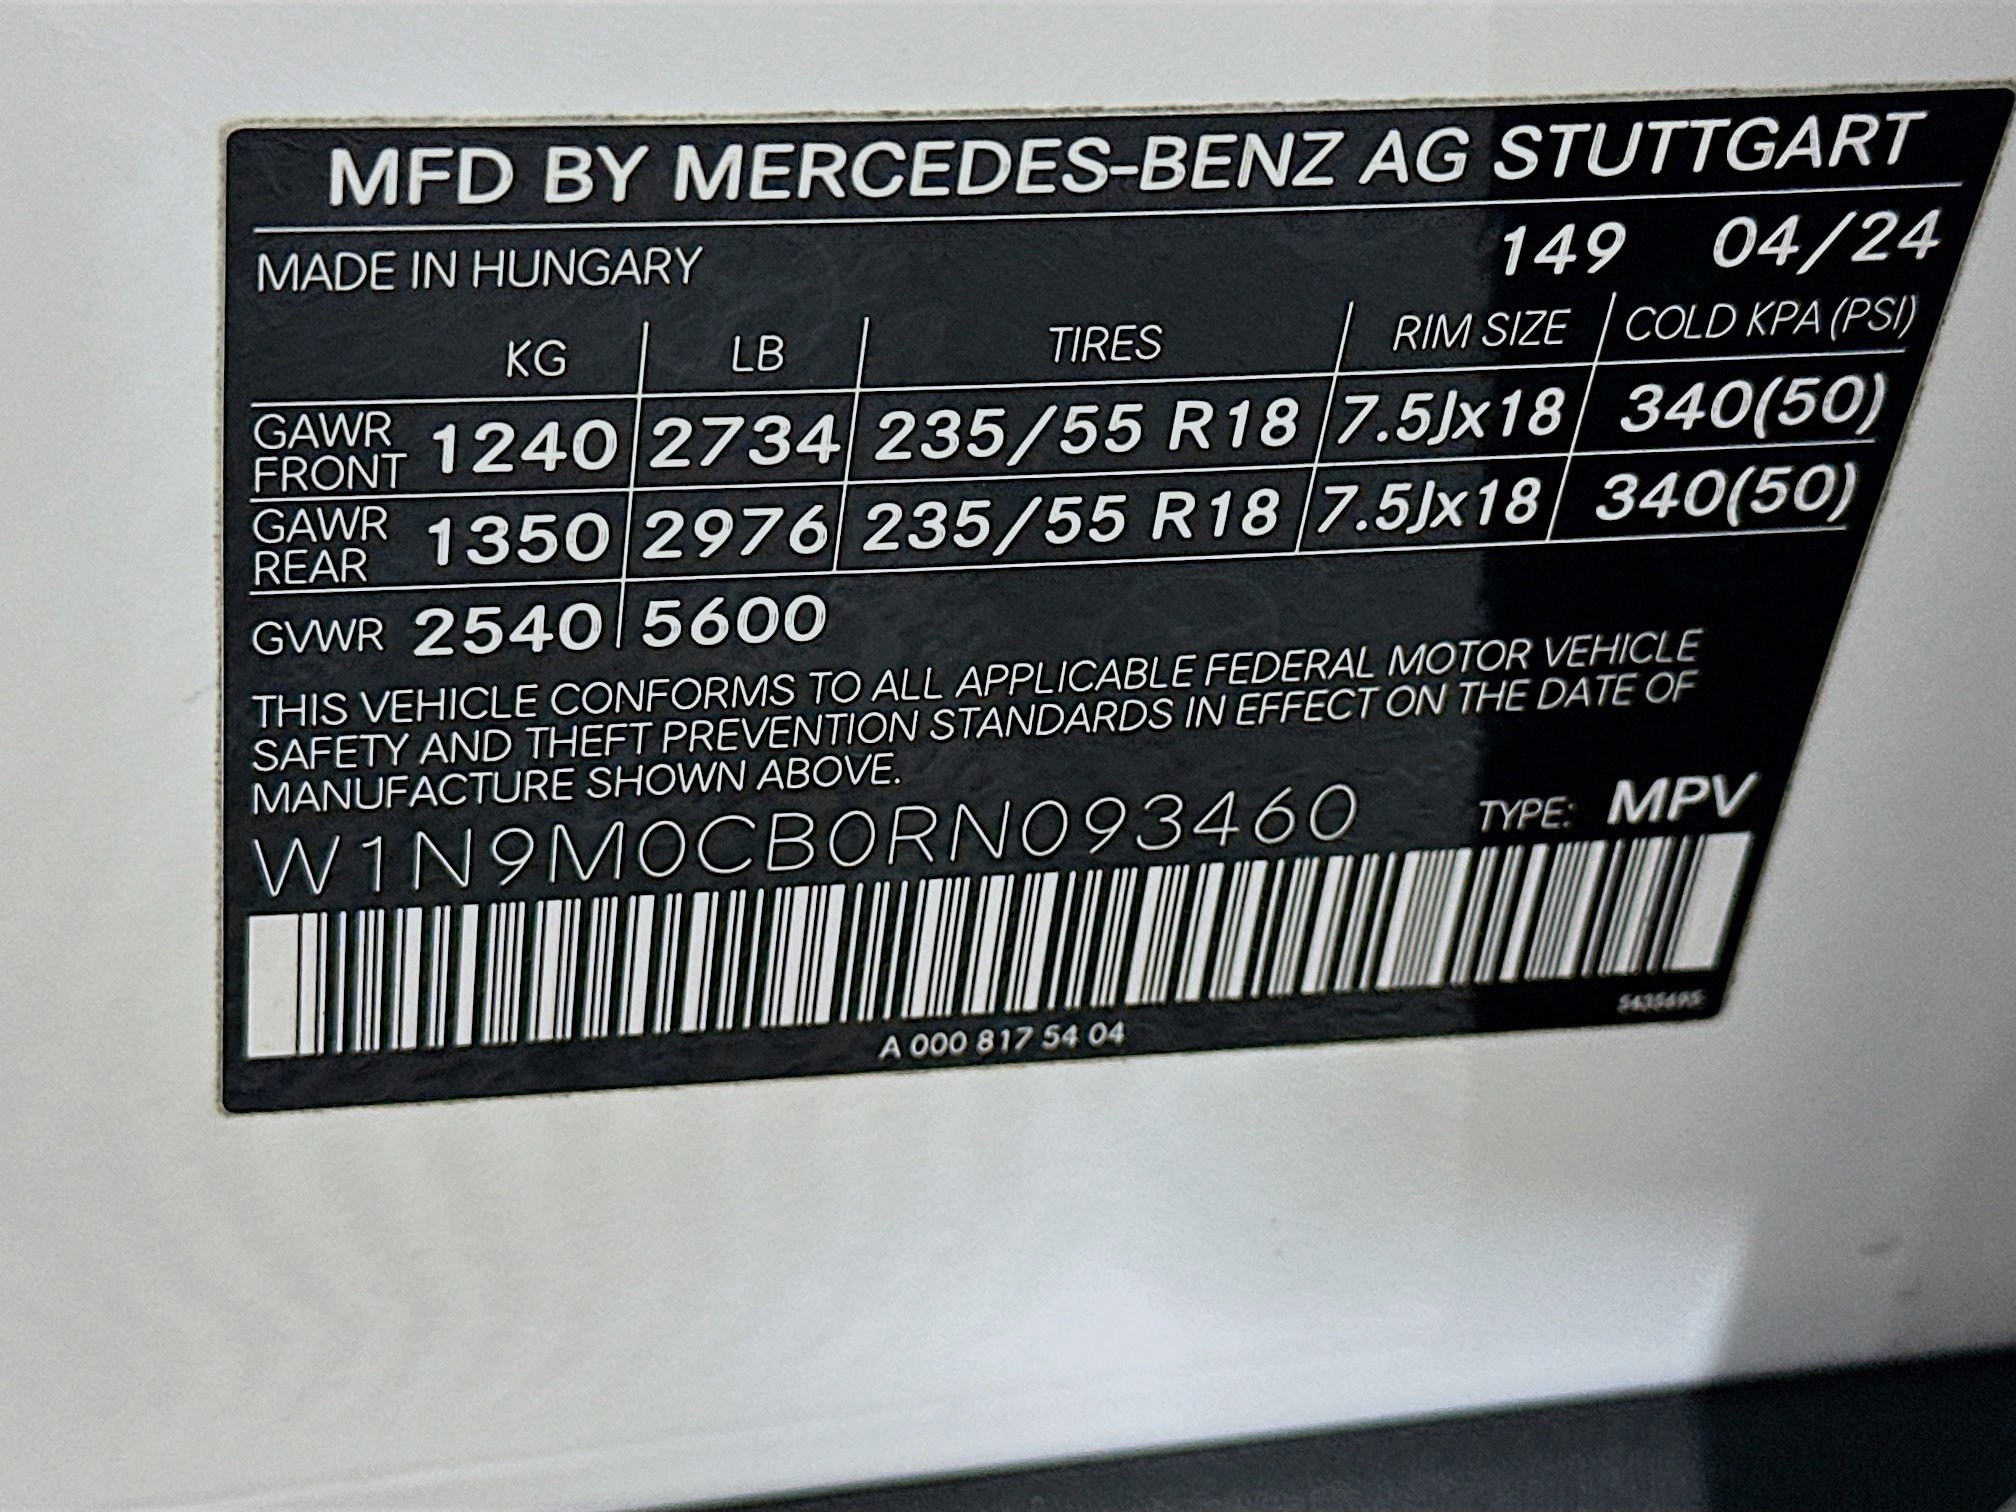 MFD BY MERCEDES-BENZ AG STUTTGART
MADE IN HUNGARY 149 04/24
KG LB TIRES RIM SIZE COLD KPA (PSI)
GAWR FRONT 1240 2734 235/55 R18 7.5Jx18 340(50)
GAWR REAR 1350 2976 235/55 R18 7.5Jx18 340(50)
GVWR 2540 5600
THIS VEHICLE CONFORMS TO ALL APPLICABLE FEDERAL MOTOR VEHICLE
SAFETY AND THEFT PREVENTION STANDARDS IN EFFECT ON THE DATE OF
MANUFACTURE SHOWN ABOVE.
W1N9M0CB0RN093460 TYPE: MPV
A 000 817 54 04